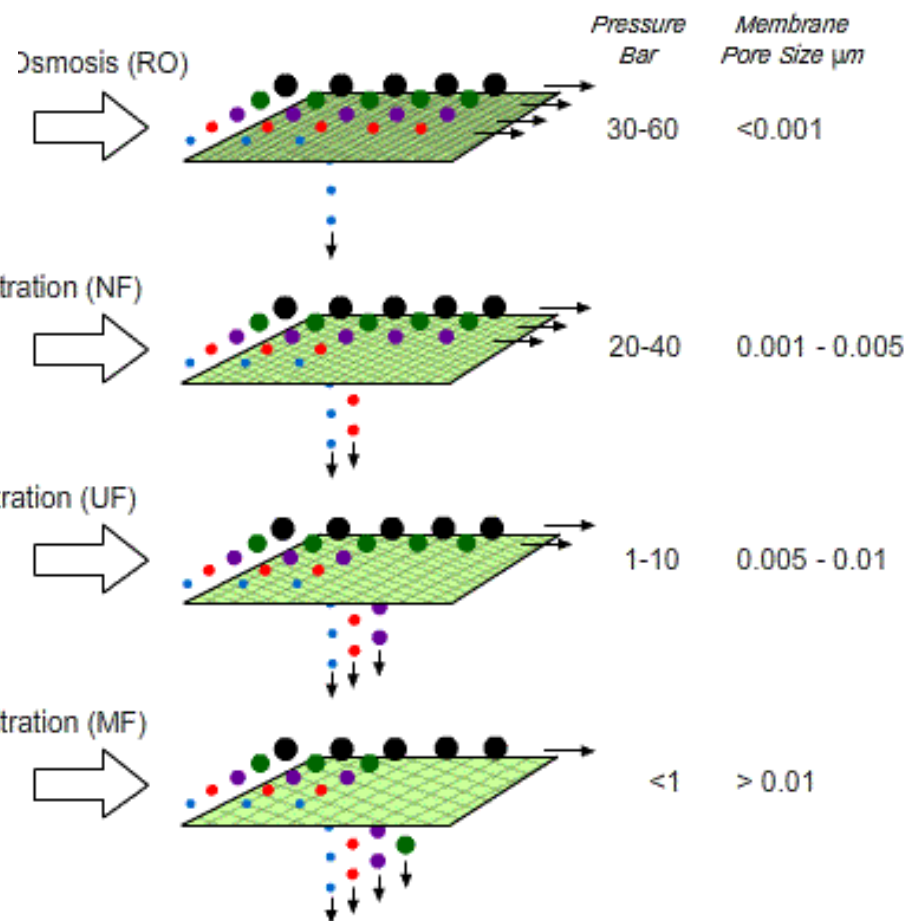 Pressure Membrane
Bar Pore Size µm
Osmosis (RO)
30-60 <0.001
tration (NF)
20-40 0.001 - 0.005
tration (UF)
1-10 0.005 - 0.01
tration (MF)
<1 > 0.01